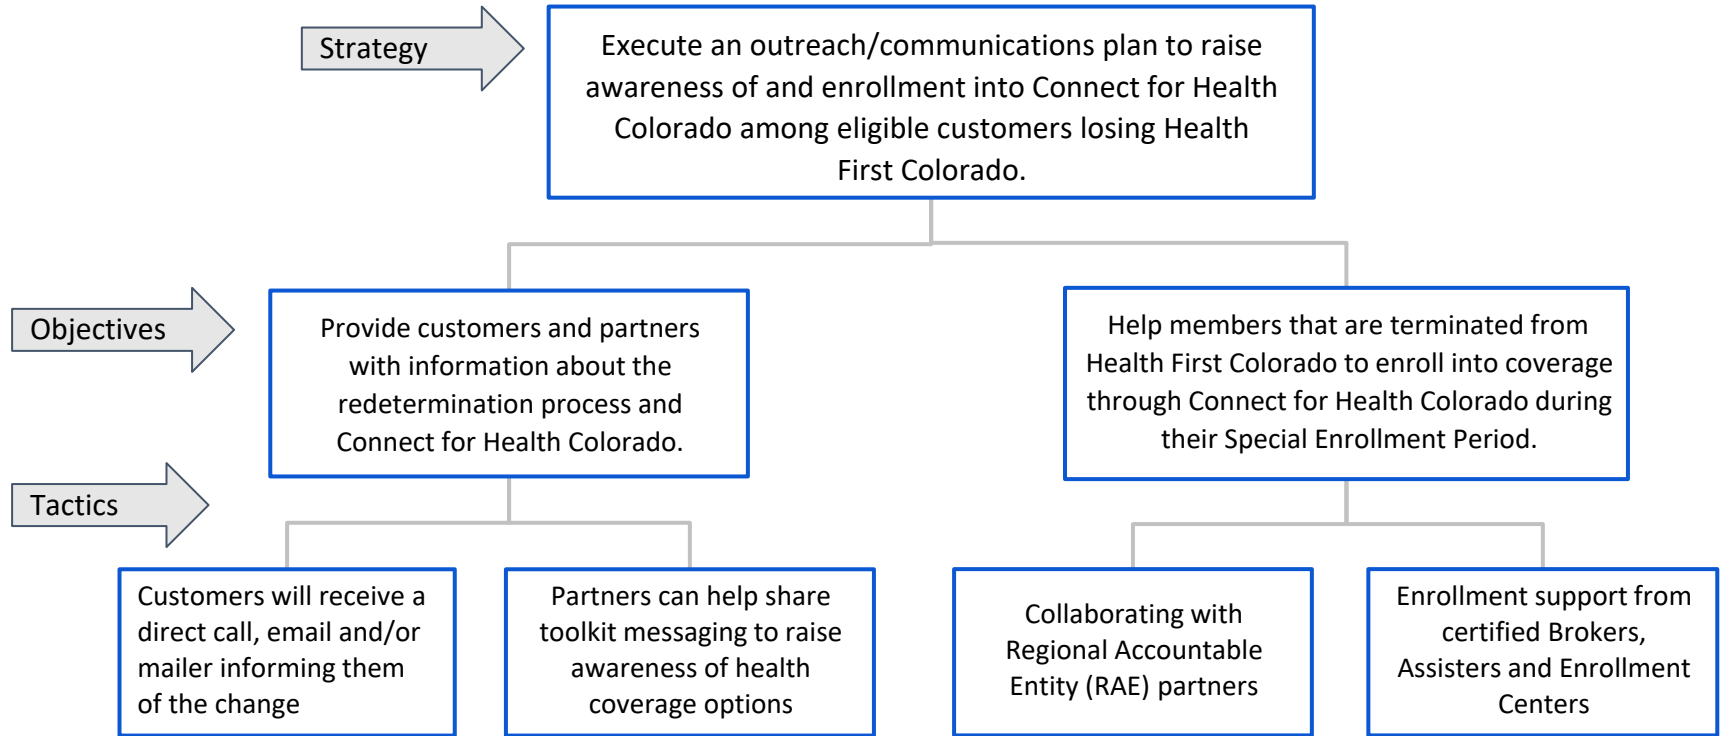 Strategy
Execute an outreach/communications plan to raise
awareness of and enrollment into Connect for Health
Colorado among eligible customers losing Health
First Colorado.
Objectives
Provide customers and partners
with information about the
redetermination process and
Connect for Health Colorado.
Help members that are terminated from
Health First Colorado to enroll into coverage
through Connect for Health Colorado during
their Special Enrollment Period.
Tactics
Customers will receive a
direct call, email and/or
mailer informing them
of the change
Partners can help share
toolkit messaging to raise
awareness of health
coverage options
Collaborating with
Regional Accountable
Entity (RAE) partners
Enrollment support from
certified Brokers,
Assisters and Enrollment
Centers